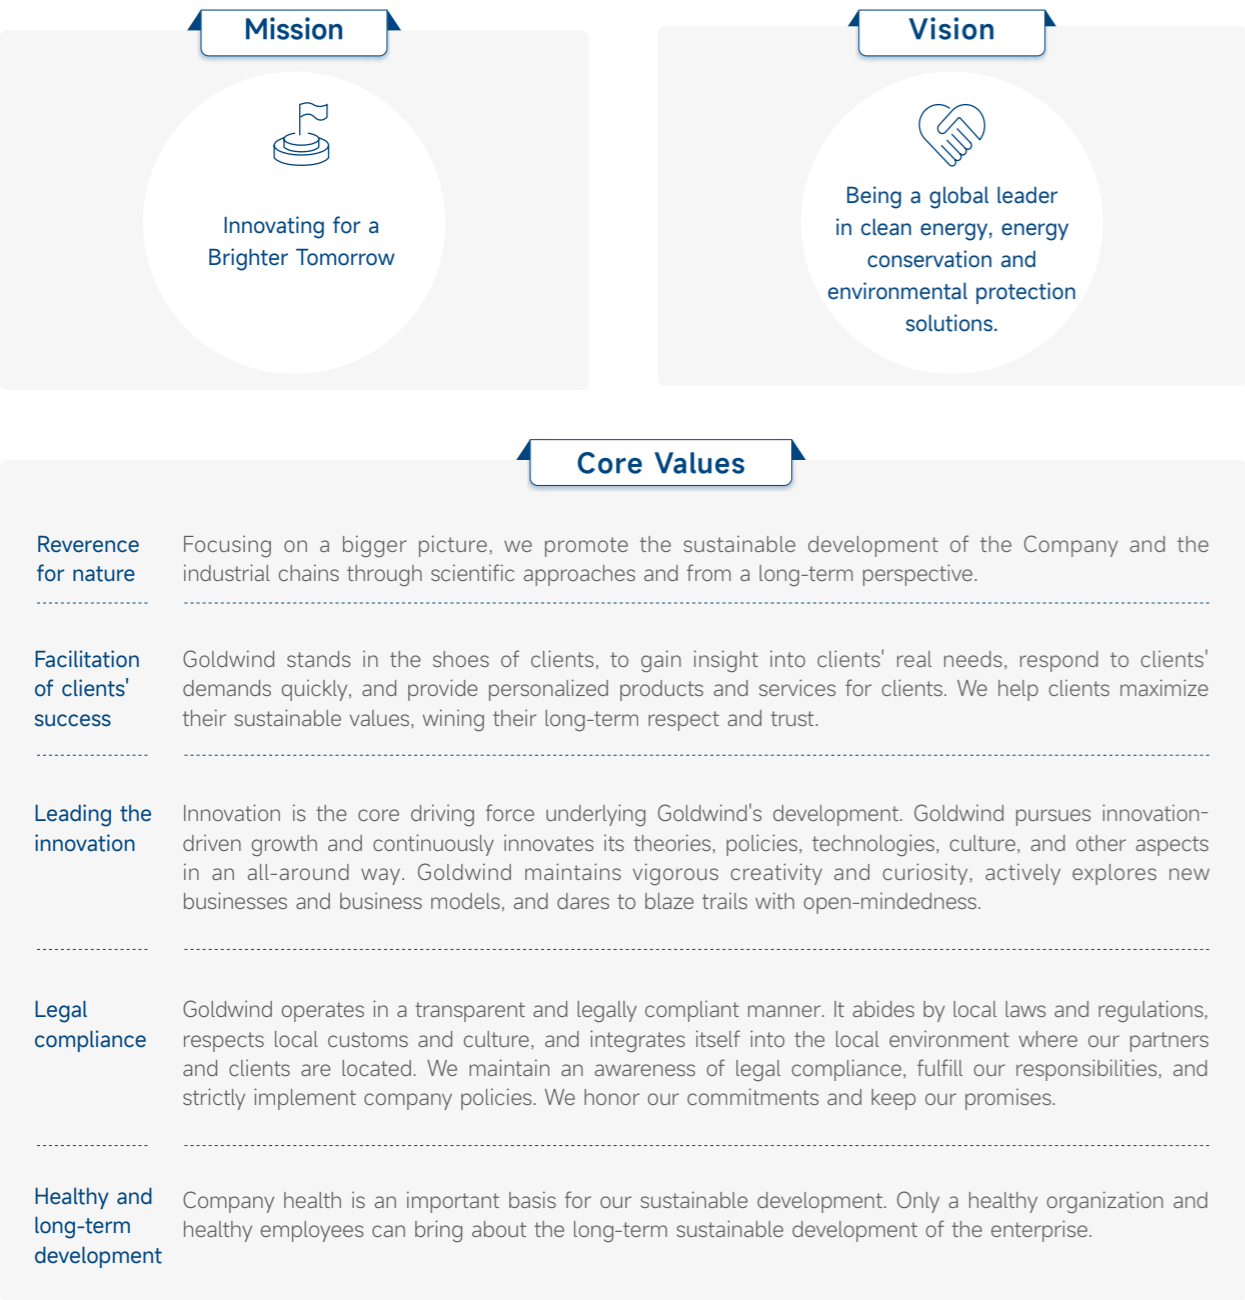 Mission
Innovating for a
Brighter Tomorrow
Vision
Being a global leader
in clean energy, energy
conservation and
environmental protection
solutions.
Core Values
Reverence
for nature
Focusing on a bigger picture, we promote the sustainable development of the Company and the
industrial chains through scientific approaches and from a long-term perspective.
Facilitation
of clients'
success
Goldwind stands in the shoes of clients, to gain insight into clients' real needs, respond to clients'
demands quickly, and provide personalized products and services for clients. We help clients maximize
their sustainable values, wining their long-term respect and trust.
Leading the
innovation
Innovation is the core driving force underlying Goldwind's development. Goldwind pursues innovation-
driven growth and continuously innovates its theories, policies, technologies, culture, and other aspects
in an all-around way. Goldwind maintains vigorous creativity and curiosity, actively explores new
businesses and business models, and dares to blaze trails with open-mindedness.
Legal
compliance
Goldwind operates in a transparent and legally compliant manner. It abides by local laws and regulations,
respects local customs and culture, and integrates itself into the local environment where our partners
and clients are located. We maintain an awareness of legal compliance, fulfill our responsibilities, and
strictly implement company policies. We honor our commitments and keep our promises.
Healthy and
long-term
development
Company health is an important basis for our sustainable development. Only a healthy organization and
healthy employees can bring about the long-term sustainable development of the enterprise.